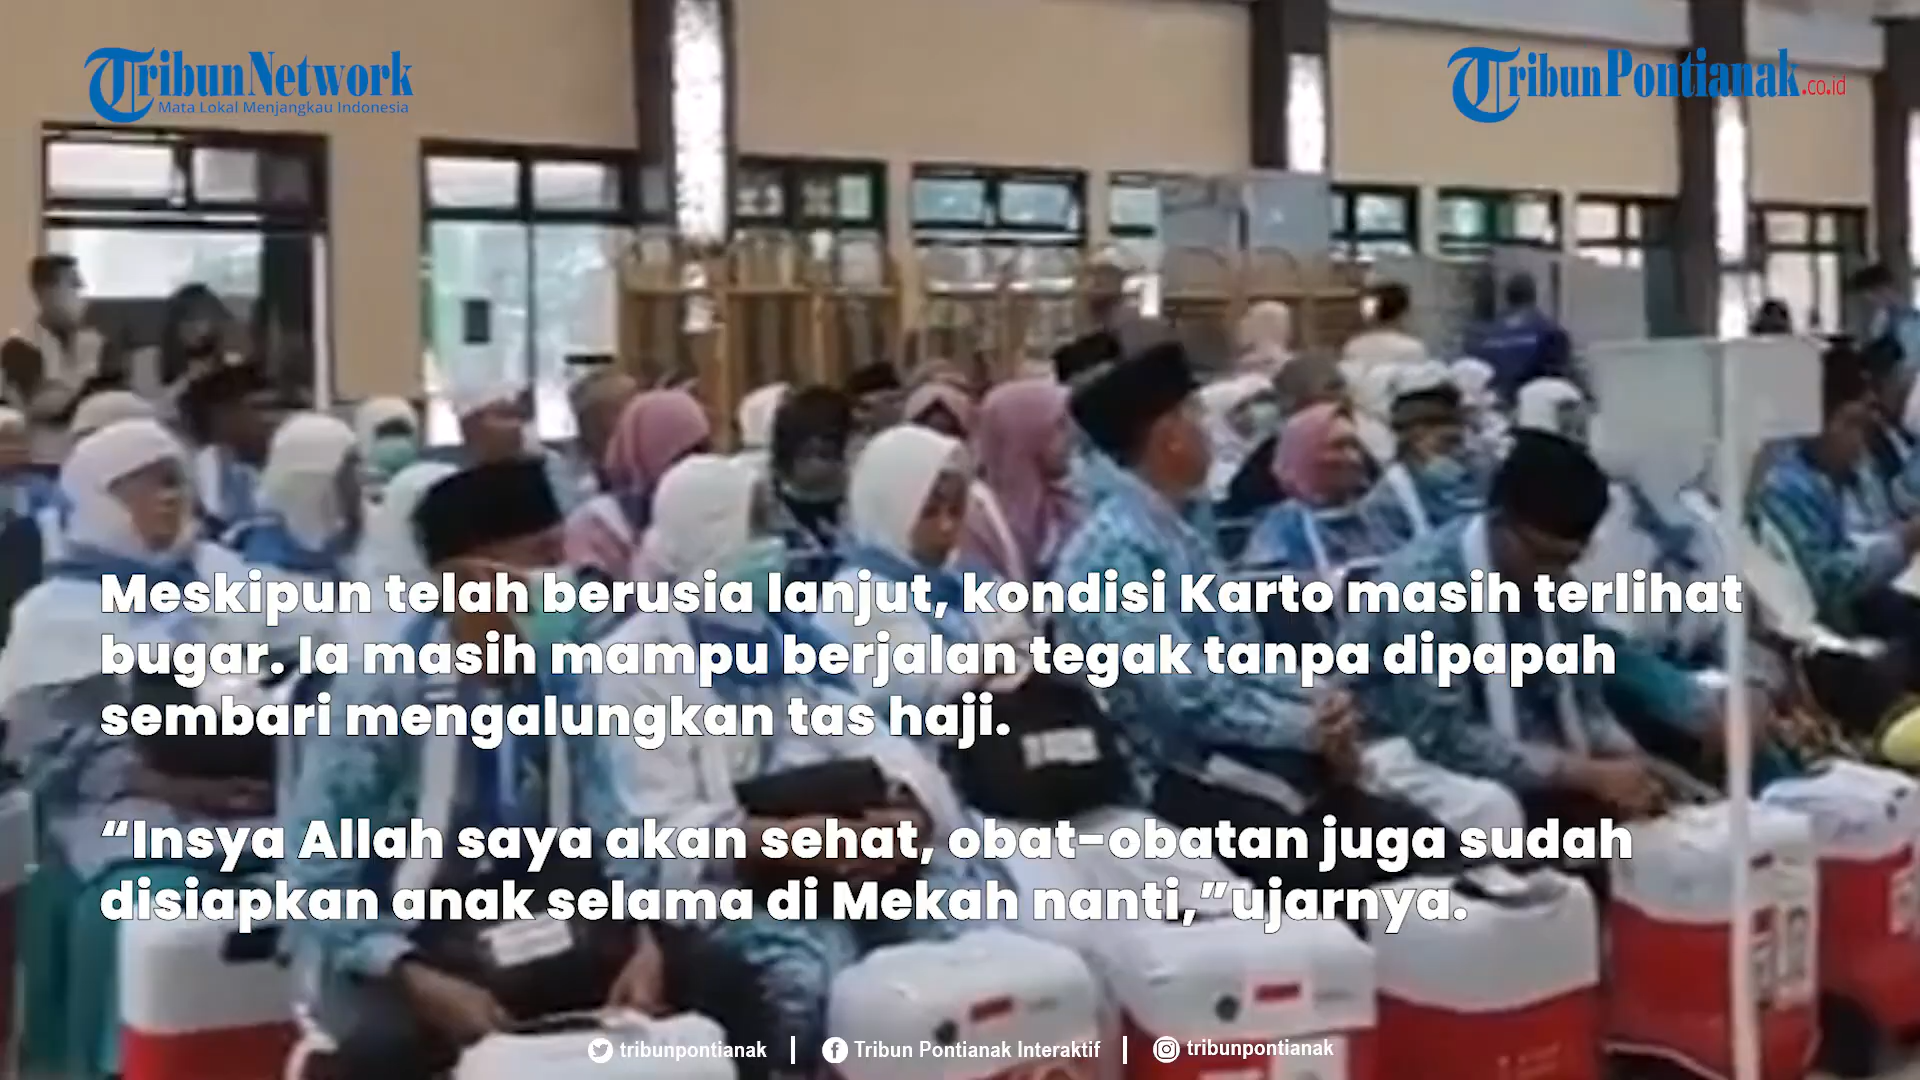 TribunNetwork
Mata Lokal Menjangkau Indonesia
TribunPontianak.co.id
Meskipun telah berusia lanjut, kondisi Karto masih terlihat
bugar. Ia masih mampu berjalan tegak tanpa dipapah
sembari mengalungkan tas haji.
“Insya Allah saya akan sehat, obat-obatan juga sudah
disiapkan anak selama di Mekah nanti,”ujarnya.
tribunpontianak | Tribun Pontianak Interaktif | tribunpontianak